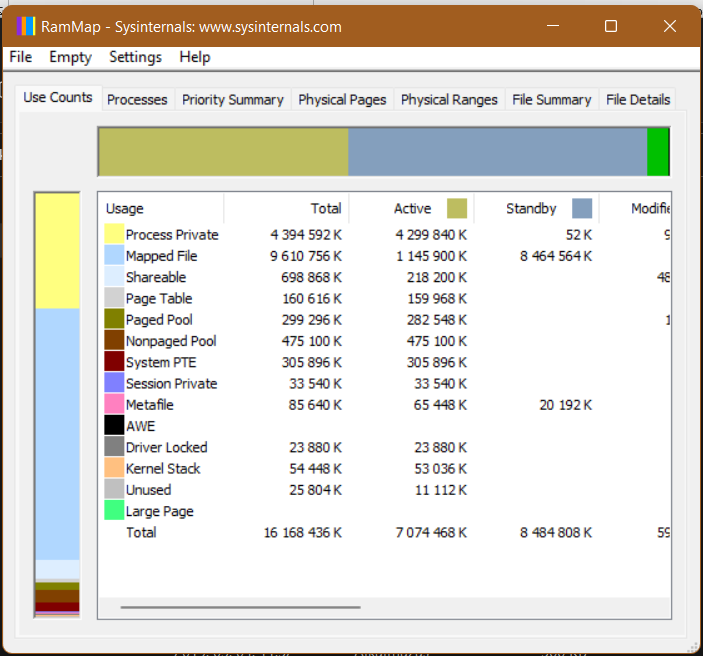 RamMap - Sysinternals: www.sysinternals.com
File Empty Settings Help
Use Counts Processes Priority Summary Physical Pages Physical Ranges File Summary File Details
Usage Total Active Standby
Process Private 4 394 592 K 4 299 840 K 52 K
Mapped File 9 610 756 K 1 145 900 K 8 464 564 K
Shareable 698 868 K 218 200 K
Page Table 160 616 K 159 968 K
Paged Pool 299 296 K 282 548 K
Nonpaged Pool 475 100 K 475 100 K
System PTE 305 896 K 305 896 K
Session Private 33 540 K 33 540 K
Metafile 85 640 K 65 448 K 20 192 K
AWE
Driver Locked 23 880 K 23 880 K
Kernel Stack 54 448 K 53 036 K
Unused 25 804 K 11 112 K
Large Page
Total 16 168 436 K 7 074 468 K 8 484 808 K